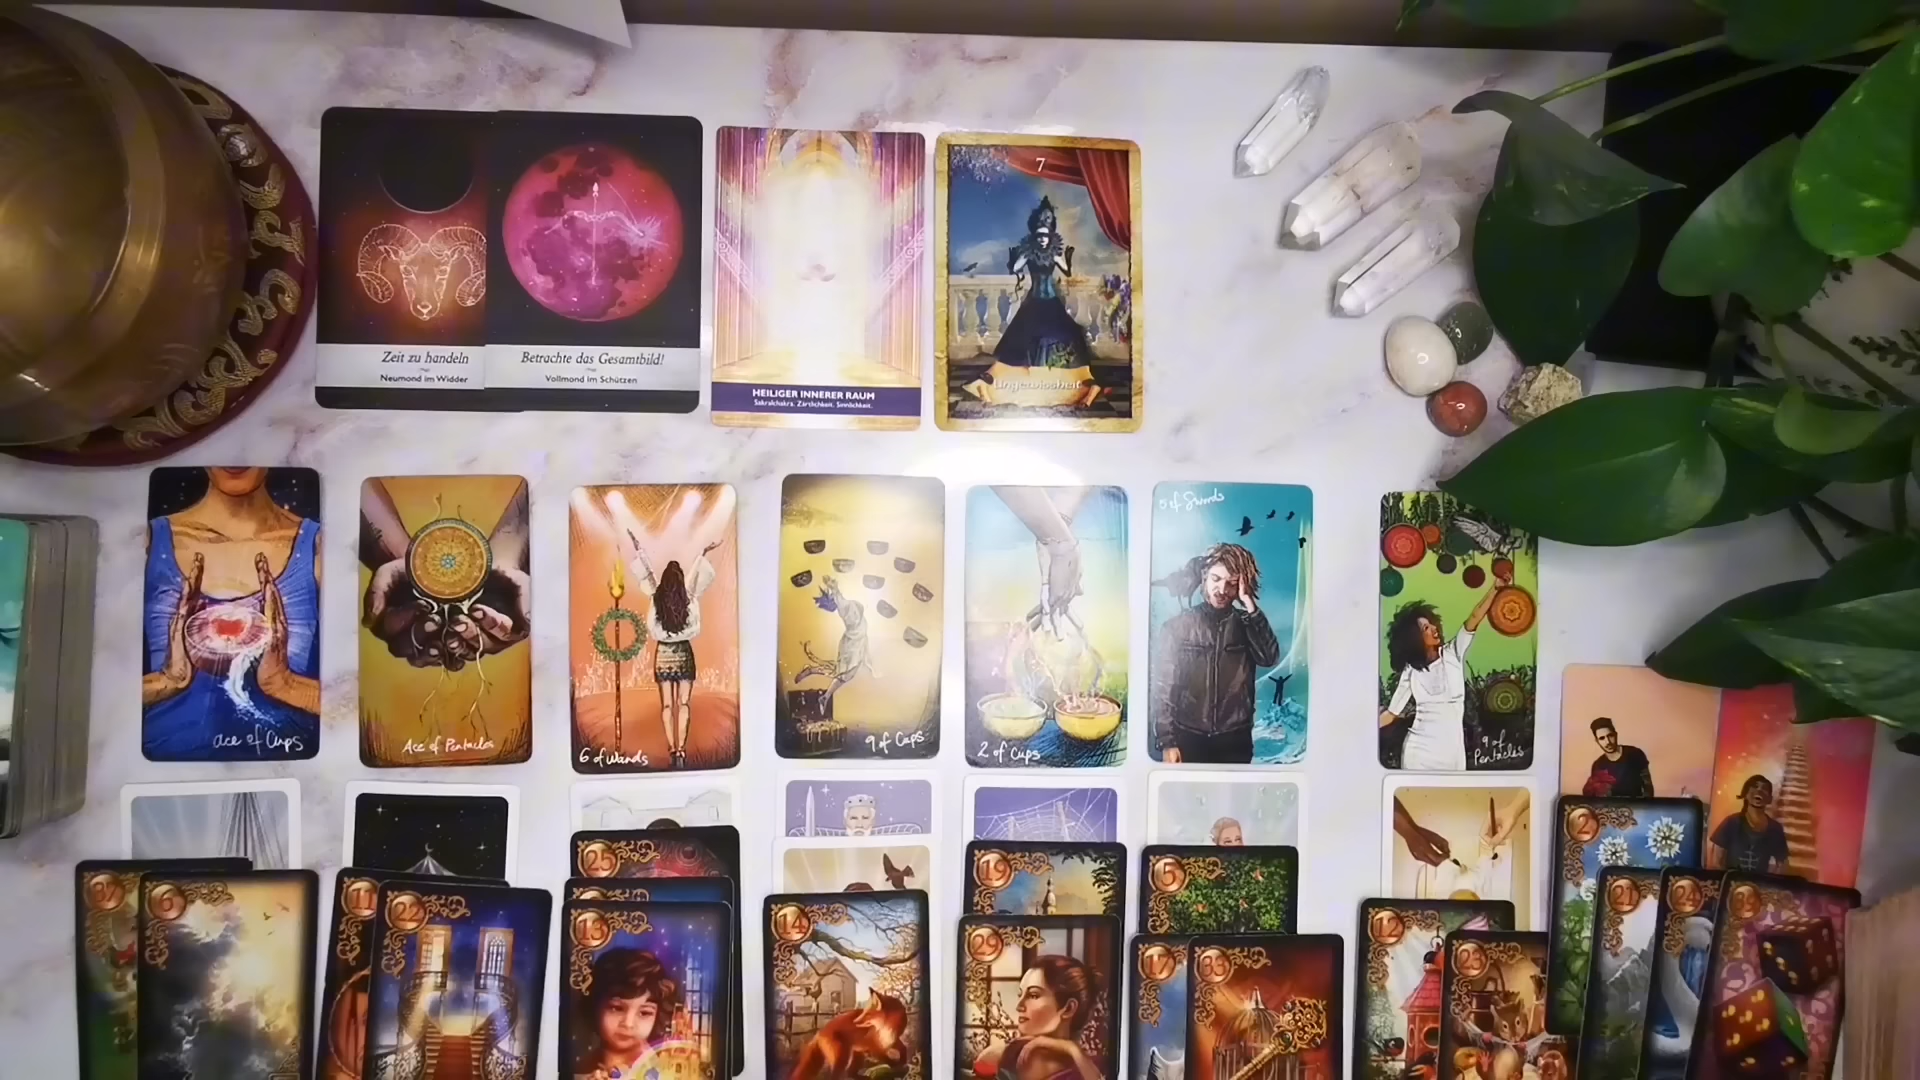 Zeit zu handeln
Neumond im Widder
Betrachte das Gesamtbild!
Vollmond im Schützen
HEILIGER INNERER RAUM
Sakralchakra. Zärtlichkeit. Sinnlichkeit.
7
Ungewissheit
ace of Cups
Ace of Pentacles
6 of Wands
9 of Cups
2 of Cups
5 of Swords
9 of Pentacles
6
11
22
25
13
14
19
29
5
17
33
12
23
2
21
24
33